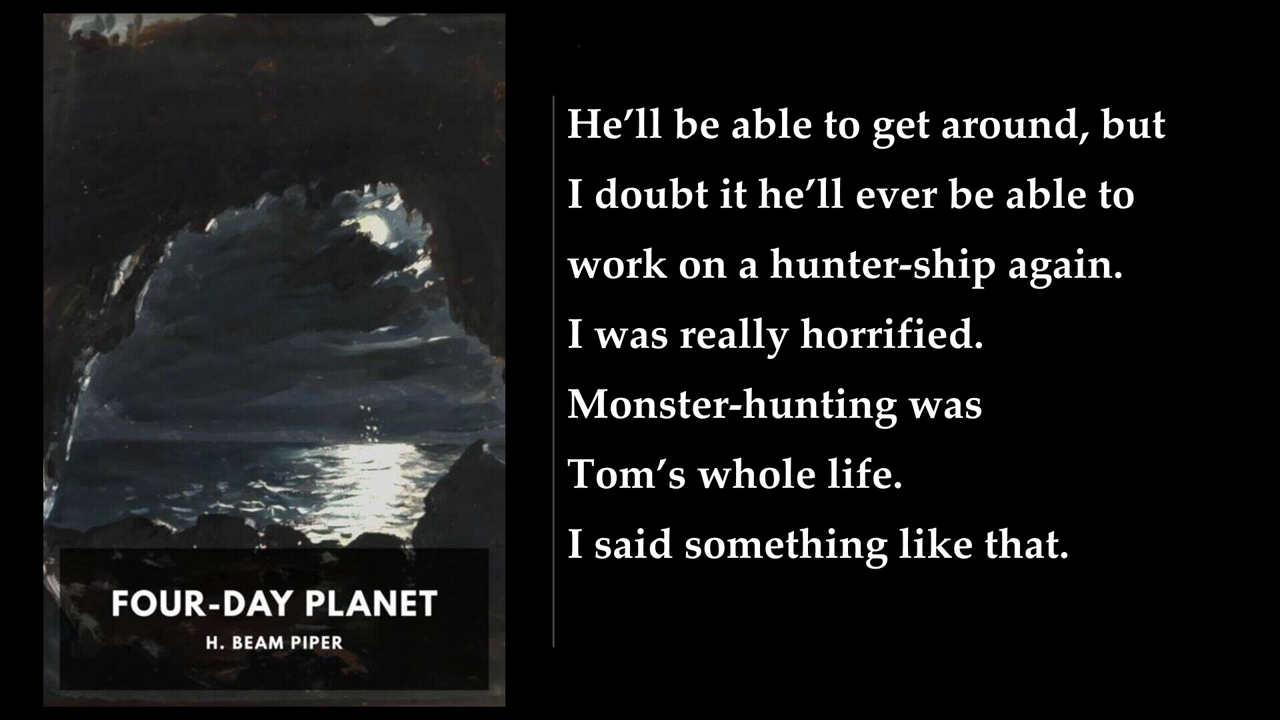 FOUR-DAY PLANET
H. BEAM PIPER
He’ll be able to get around, but
I doubt it he’ll ever be able to
work on a hunter-ship again.
I was really horrified.
Monster-hunting was
Tom’s whole life.
I said something like that.